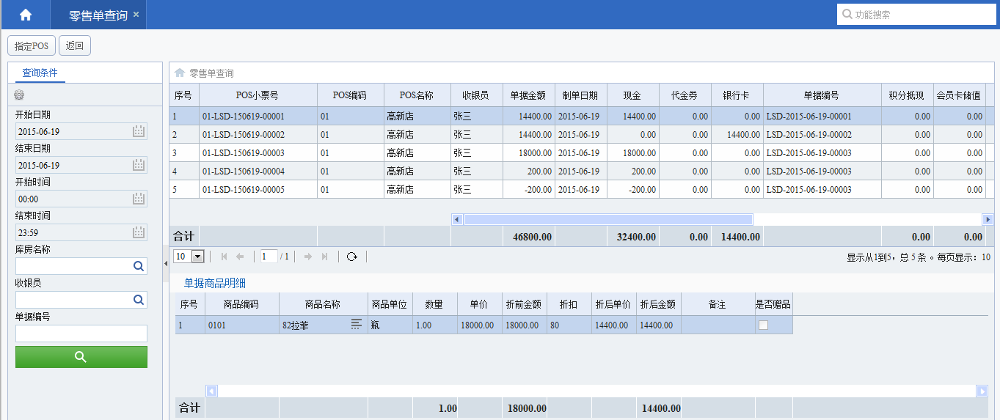 零售单查询 ×
功能搜索
指定POS 返回
查询条件
开始日期
2015-06-19
结束日期
2015-06-19
开始时间
00:00
结束时间
23:59
库房名称
收银员
单据编号
零售单查询
序号 POS小票号 POS编码 POS名称 收银员 单据金额 制单日期 现金 代金券 银行卡 单据编号 积分抵现 会员卡储值
1 01-LSD-150619-00001 01 高新店 张三 14400.00 2015-06-19 14400.00 0.00 0.00 LSD-2015-06-19-00001 0.00 0.00
2 01-LSD-150619-00002 01 高新店 张三 14400.00 2015-06-19 0.00 0.00 14400.00 LSD-2015-06-19-00002 0.00 0.00
3 01-LSD-150619-00003 01 高新店 张三 18000.00 2015-06-19 18000.00 0.00 0.00 LSD-2015-06-19-00003 0.00 0.00
4 01-LSD-150619-00004 01 高新店 张三 200.00 2015-06-19 200.00 0.00 0.00 LSD-2015-06-19-00003 0.00 0.00
5 01-LSD-150619-00005 01 高新店 张三 -200.00 2015-06-19 -200.00 0.00 0.00 LSD-2015-06-19-00003 0.00 0.00
合计 46800.00 32400.00 0.00 14400.00 0.00 0.00
10 1 / 1 显示从1到5，总 5 条 。每页显示：10
单据商品明细
序号 商品编码 商品名称 商品单位 数量 单价 折前金额 折扣 折后单价 折后金额 备注 是否赠品
1 0101 82拉菲 瓶 1.00 18000.00 18000.00 80 14400.00 14400.00
合计 1.00 18000.00 14400.00